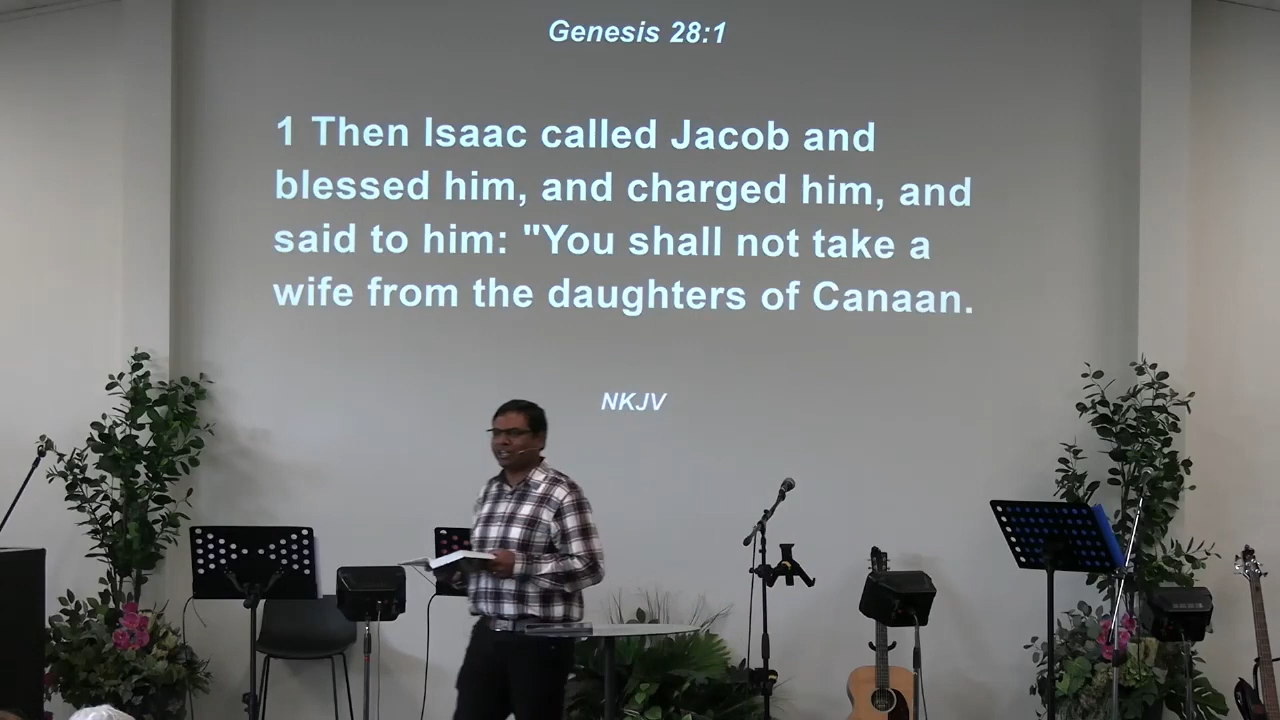 Genesis 28:1
1 Then Isaac called Jacob and
blessed him, and charged him, and
said to him: "You shall not take a
wife from the daughters of Canaan.
NKJV